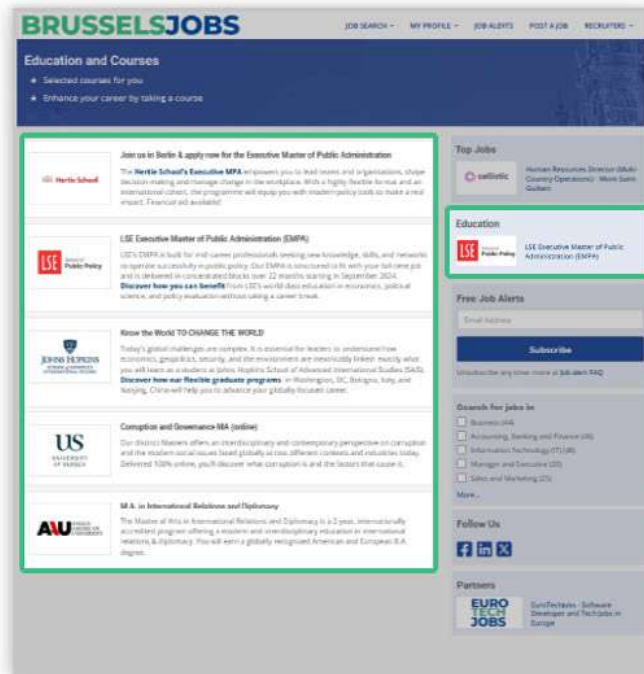 BRUSSELSJOBS
JOB SEARCH MY PROFILE JOB ALERTS POST A JOB RECRUITERS
Education and Courses
Selected courses for you
Enhance your career by taking a course
Join us in Berlin & apply now for the Executive Master of Public Administration
Hertie School
The Hertie School's Executive MPA empowers you to lead teams and organisations, shape
decision-making and manage change in the workplace. With a highly flexible format and an
international cohort, the programme will equip you with modern policy tools to make a real
impact. Financial aid available!
LSE Executive Master of Public Administration (EMPA)
LSE
Public Policy
LSE's EMPA is built for mid-career professionals seeking new knowledge, skills, and networks
to operate successfully in public policy. Our EMPA is structured to fit with your full-time job
and is delivered in concentrated blocks over 22 months starting in September 2024.
Discover how you can benefit from LSE's world-class education in economics, political
science, and policy evaluation without taking a career break.
Know the World TO CHANGE THE WORLD
JOHNS HOPKINS
Today's global challenges are complex. It is essential for leaders to understand how
economics, geopolitics, security, and the environment are inextricably linked: exactly what
you will learn as a student at Johns Hopkins School of Advanced International Studies (SAIS).
Discover how our flexible graduate programs in Washington, DC, Bologna, Italy, and
Nanjing, China will help you to advance your globally focused career.
Corruption and Governance MA (online)
US
UNIVERSITY
OF SUSSEX
Our distinct Masters offers an interdisciplinary and contemporary perspective on corruption
and the modern social issues faced globally across different contexts and industries today.
Delivered 100% online, you'll discover what corruption is and the factors that cause it.
M.A. in International Relations and Diplomacy
AAU
The Master of Arts in International Relations and Diplomacy is a 2-year, internationally
accredited program offering a modern and interdisciplinary education in international
relations & diplomacy. You will earn a globally recognized American and European
degree.
Top Jobs
Human Resources Director (Multi-
Country Operations) - Mont-Saint-
Guibert
Education
LSE
Public Policy
LSE Executive Master of Public
Administration (EMPA)
Free Job Alerts
Email Address
Subscribe
Unsubscribe any time: more at Job alert FAQ
Search for jobs in
Business (44)
Accounting, Banking and Finance
Information Technology (IT)
Manager and Executive
Sales and Marketing (25)
More...
Follow Us
Partners
EURO
TECH
JOBS
EuroTechJobs - Software
Developer and Tech Jobs in
Europe